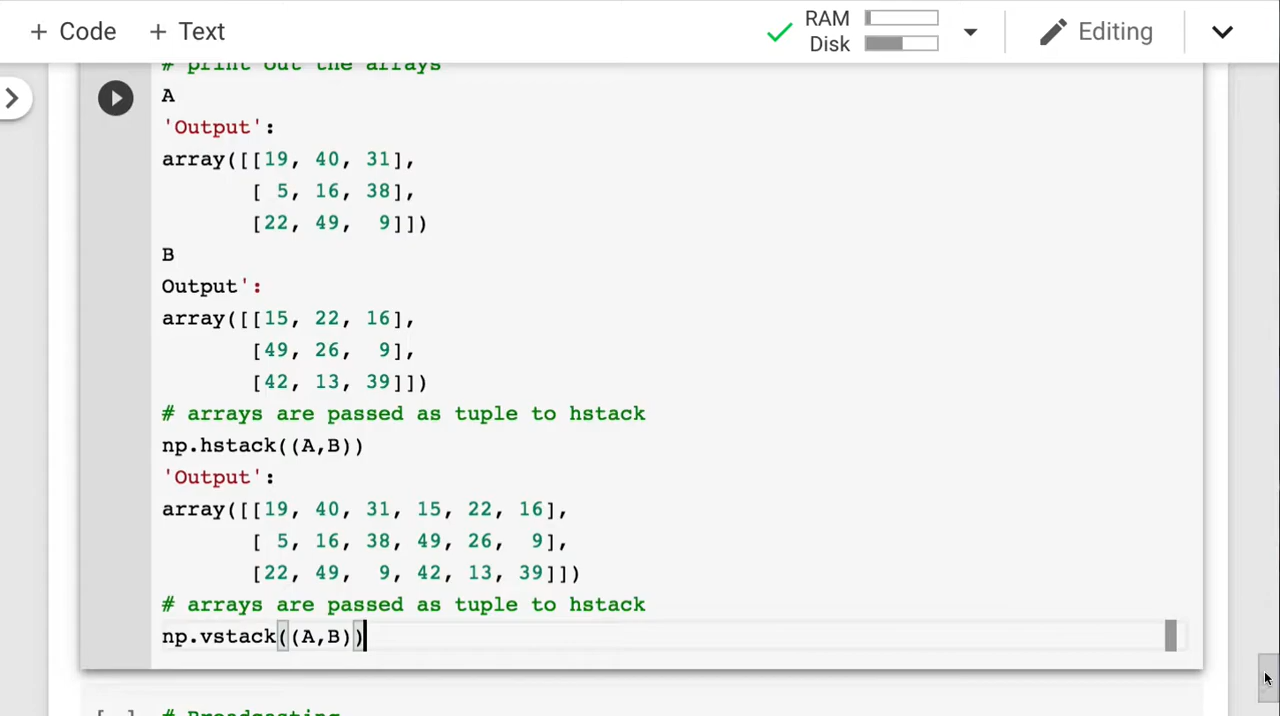 + Code + Text
RAM
Disk
Editing
# print out the arrays
A
'Output':
array([[19, 40, 31],
       [ 5, 16, 38],
       [22, 49,  9]])
B
Output':
array([[15, 22, 16],
       [49, 26,  9],
       [42, 13, 39]])
# arrays are passed as tuple to hstack
np.hstack((A,B))
'Output':
array([[19, 40, 31, 15, 22, 16],
       [ 5, 16, 38, 49, 26,  9],
       [22, 49,  9, 42, 13, 39]])
# arrays are passed as tuple to hstack
np.vstack((A,B))
[ ] # Broadcasting